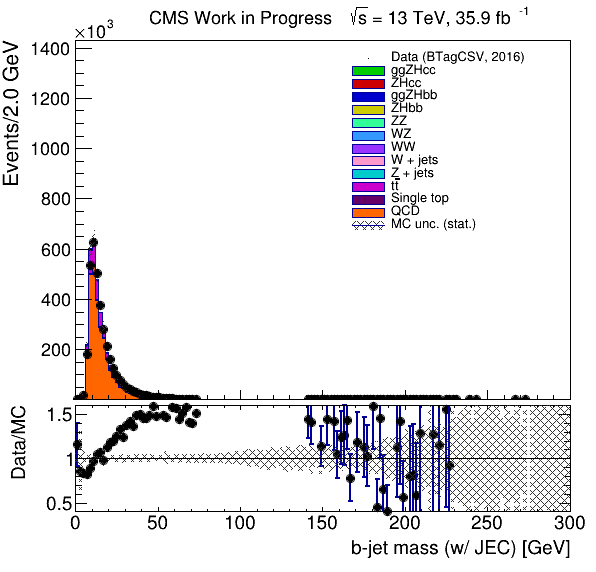 CMS Work in Progress √s = 13 TeV, 35.9 fb⁻¹
×10³
Events/2.0 GeV
1400
1200
1000
800
600
400
200
Data (BTagCSV, 2016)
ggZHcc
ZHcc
ggZHbb
ZHbb
ZZ
WZ
WW
W + jets
Z + jets
tt̅
Single top
QCD
MC unc. (stat.)
Data/MC
1.5
1
0.5
0 50 100 150 200 250 300
b-jet mass (w/ JEC) [GeV]